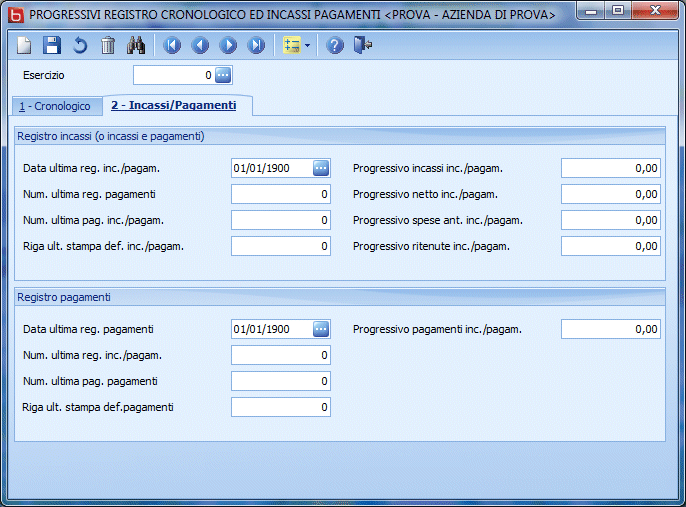 PROGRESSIVI REGISTRO CRONOLOGICO ED INCASSI PAGAMENTI <PROVA - AZIENDA DI PROVA>
Esercizio 0
1 - Cronologico 2 - Incassi/Pagamenti
Registro incassi (o incassi e pagamenti)
Data ultima reg. inc./pagam. 01/01/1900 Progressivo incassi inc./pagam. 0,00
Num. ultima reg. pagamenti 0 Progressivo netto inc./pagam. 0,00
Num. ultima pag. inc./pagam. 0 Progressivo spese ant. inc./pagam. 0,00
Riga ult. stampa def. inc./pagam. 0 Progressivo ritenute inc./pagam. 0,00
Registro pagamenti
Data ultima reg. pagamenti 01/01/1900 Progressivo pagamenti inc./pagam. 0,00
Num. ultima reg. inc./pagam. 0
Num. ultima pag. pagamenti 0
Riga ult. stampa def.pagamenti 0